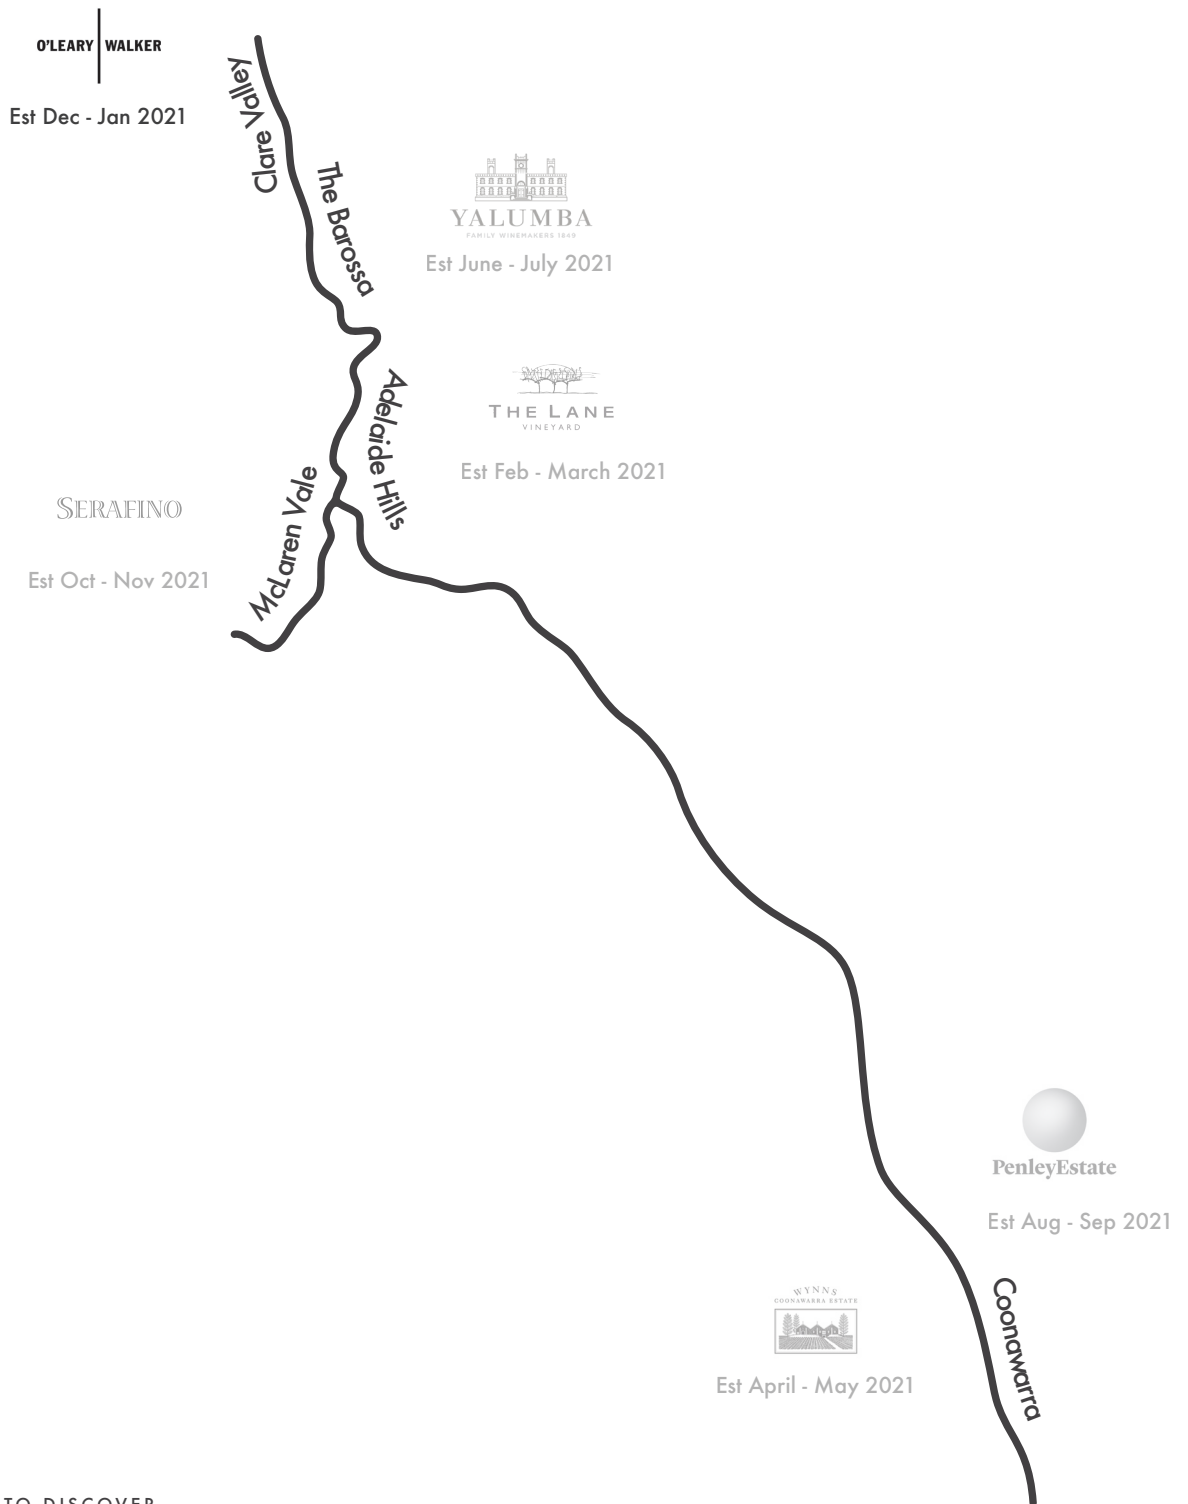 O'LEARY WALKER
Est Dec - Jan 2021
Clare Valley
The Barossa
YALUMBA
FAMILY WINEMAKERS 1849
Est June - July 2021
Adelaide Hills
THE LANE
VINEYARD
Est Feb - March 2021
McLaren Vale
SERAFINO
Est Oct - Nov 2021
PenleyEstate
Est Aug - Sep 2021
WYNNS
COONAWARRA ESTATE
Est April - May 2021
Coonawarra
TO DISCOVER